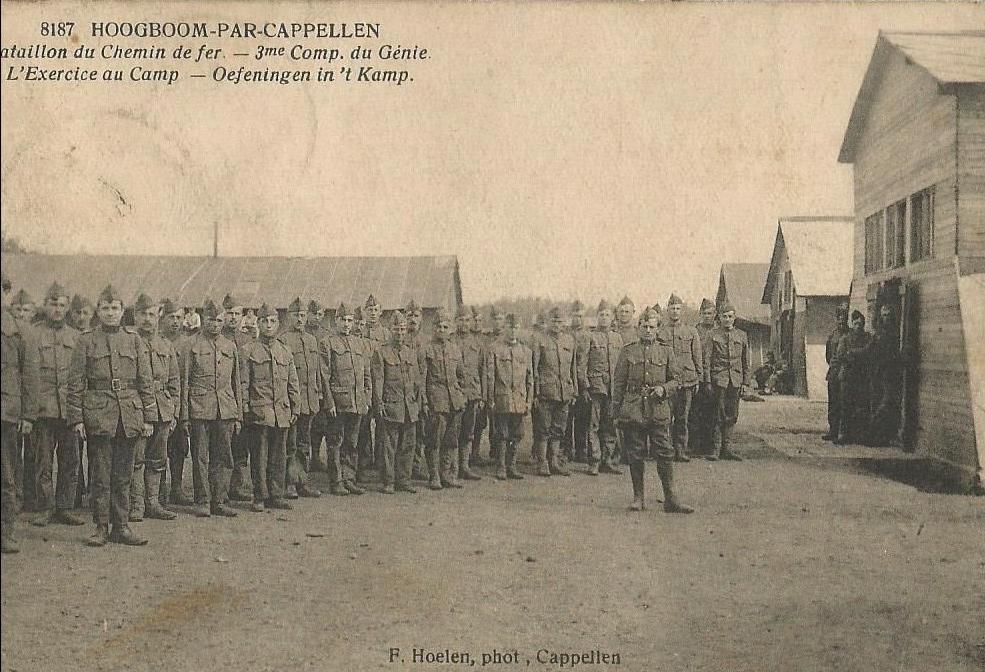 8187 HOOGBOOM-PAR-CAPPELLEN
ataillon du Chemin de fer. — 3me Comp. du Génie.
L'Exercice au Camp — Oefeningen in 't Kamp.
F. Hoelen, phot, Cappellen